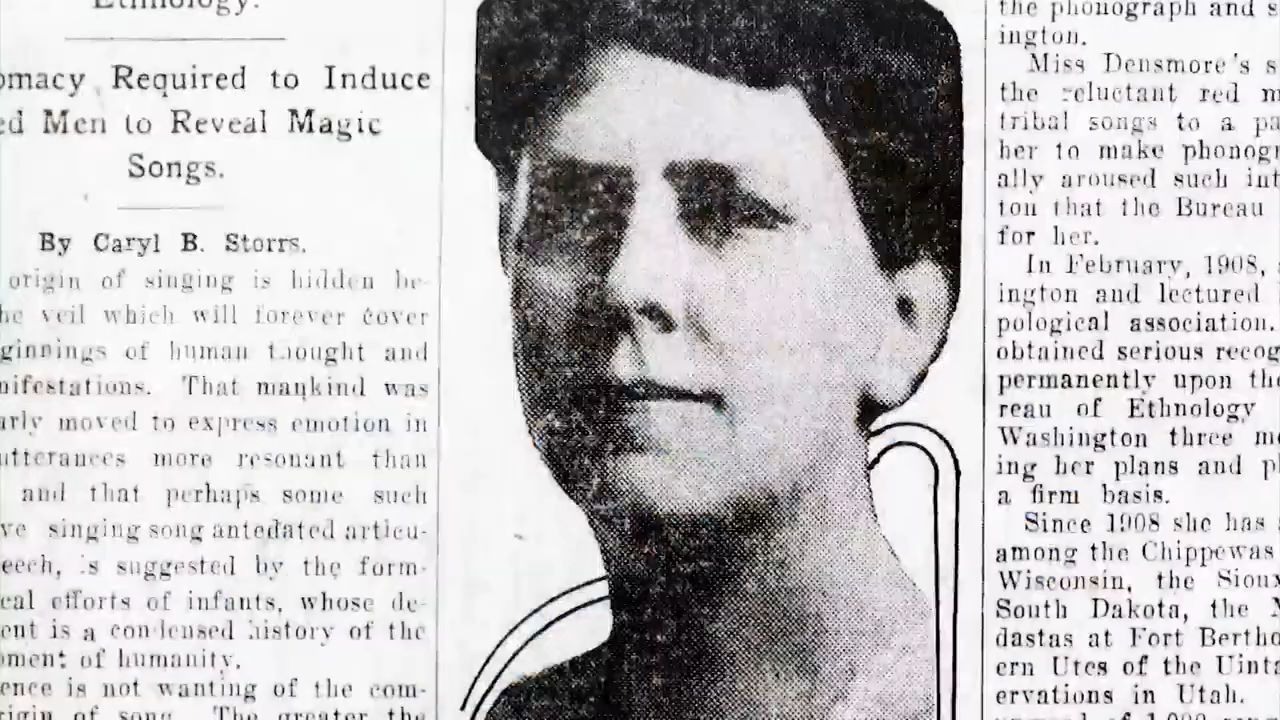 Ethnology.
omacy Required to Induce
ed Men to Reveal Magic
Songs.
By Caryl B. Storrs.
origin of singing is hidden be-
he veil which will forever cover
ginnings of human thought and
nifestations. That mankind was
arly moved to express emotion in
utterances more resonant than
and that perhaps some such
ve singing song antedated articu-
eech, is suggested by the form-
cal efforts of infants, whose de-
ent is a condensed history of the
pment of humanity.
ence is not wanting of the com-
rigin of song. The greater the
the phonograph and s
ington.
Miss Densmore's s
the reluctant red m
tribal songs to a pa
her to make phonogr
ally aroused such int
ton that the Bureau
for her.
In February, 1908,
ington and lectured
pological association.
obtained serious recog
permanently upon the
reau of Ethnology
Washington three m
ing her plans and pl
a firm basis.
Since 1908 she has
among the Chippewas
Wisconsin, the Sioux
South Dakota, the
dastas at Fort Bertho
ern Utes of the Uinta
ervations in Utah.